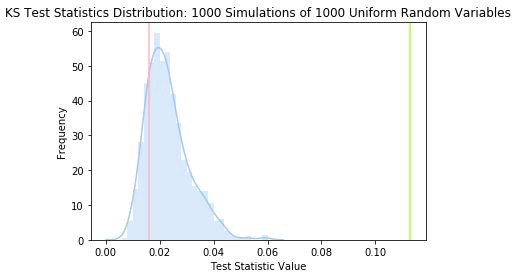 KS Test Statistics Distribution: 1000 Simulations of 1000 Uniform Random Variables
60
50
40
30
20
10
0
Frequency
0.00 0.02 0.04 0.06 0.08 0.10
Test Statistic Value